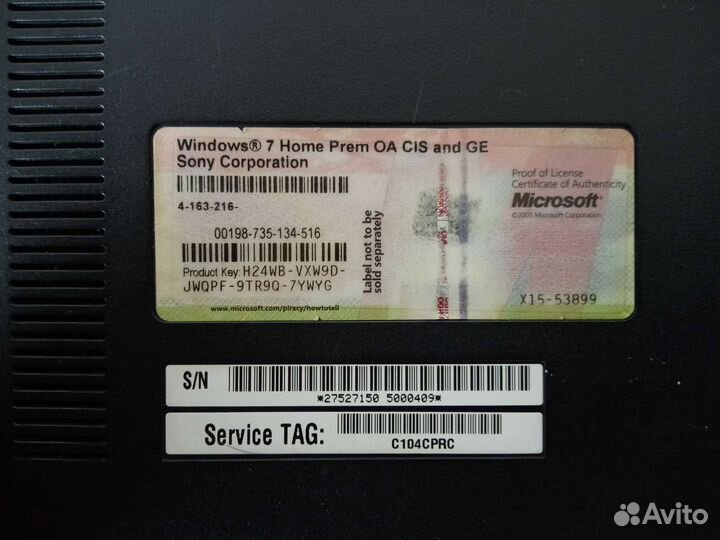 Windows® 7 Home Prem OA CIS and GE
Sony Corporation
4-163-216-
00198-735-134-516
Product Key: H24WB-VXW9D-
JWQPF-9TR9Q-7YWYG
www.microsoft.com/piracy/howtotell
Label not to be
sold separately
Proof of License
Certificate of Authenticity
Microsoft®
©2005 Microsoft Corporation
X15-53899
S/N
*27527150 5000409*
Service TAG:
C104CPRC
Avito